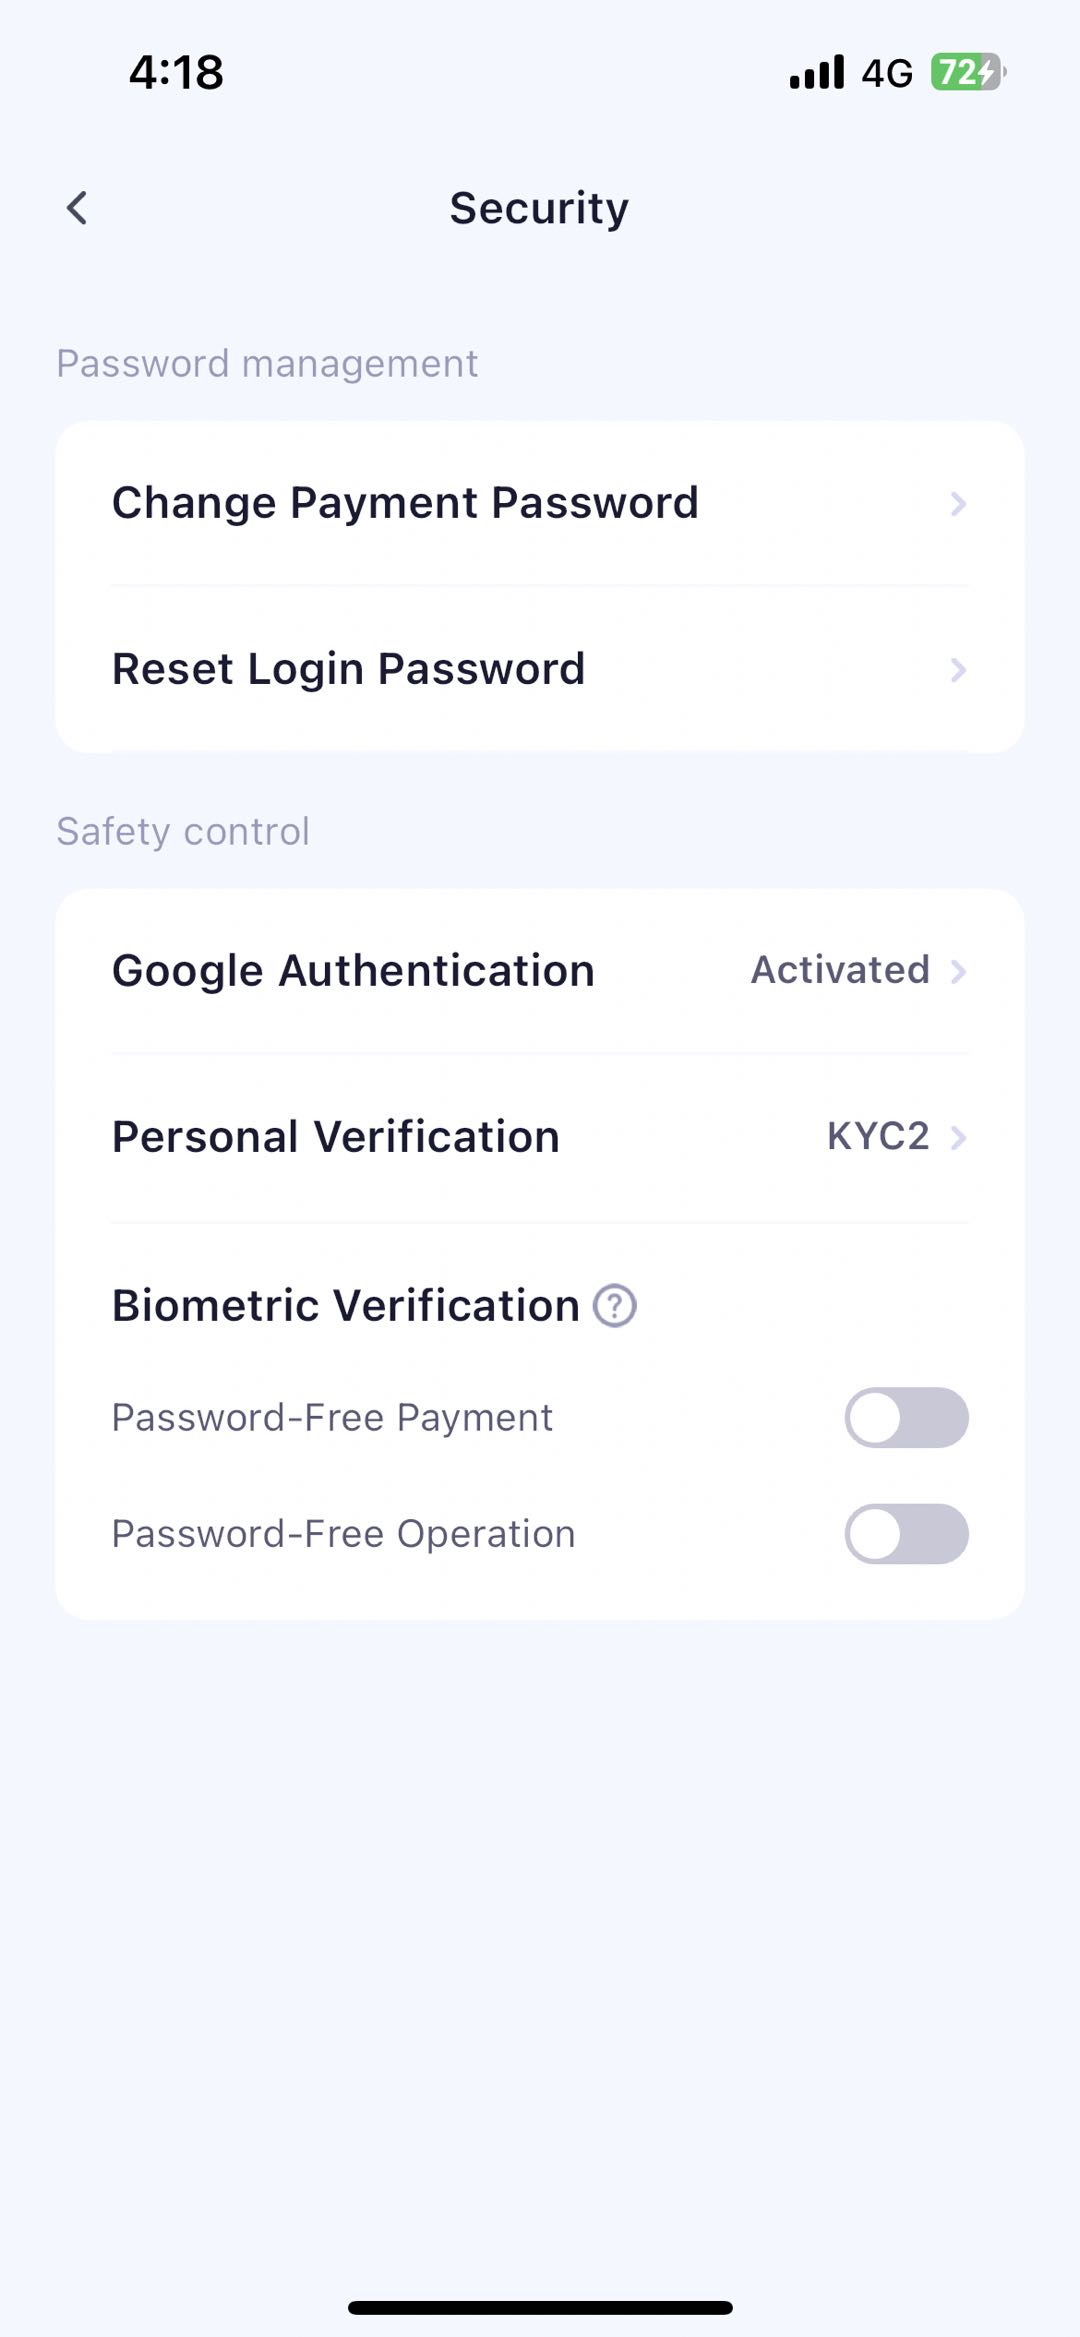 4:18
4G 72
Security
Password management
Change Payment Password
Reset Login Password
Safety control
Google Authentication Activated
Personal Verification KYC2
Biometric Verification ?
Password-Free Payment
Password-Free Operation